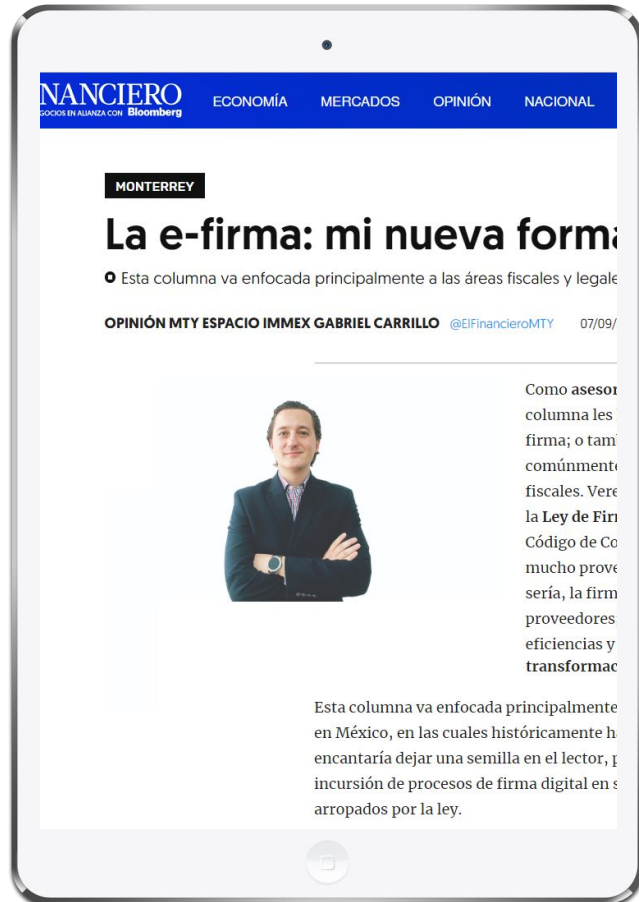 NANCIERO
GOCIOS EN ALIANZA CON Bloomberg
ECONOMÍA MERCADOS OPINIÓN NACIONAL
MONTERREY
La e-firma: mi nueva forma
Esta columna va enfocada principalmente a las áreas fiscales y legale
OPINIÓN MTY ESPACIO IMMEX GABRIEL CARRILLO @ElFinancieroMTY 07/09/
Como asesor
columna les
firma; o tam
comúnmente
fiscales. Vere
la Ley de Fir
Código de Co
mucho prove
sería, la firm
proveedores
eficiencias y
transformac
Esta columna va enfocada principalmente
en México, en las cuales históricamente h
encantaría dejar una semilla en el lector, p
incursión de procesos de firma digital en s
arropados por la ley.